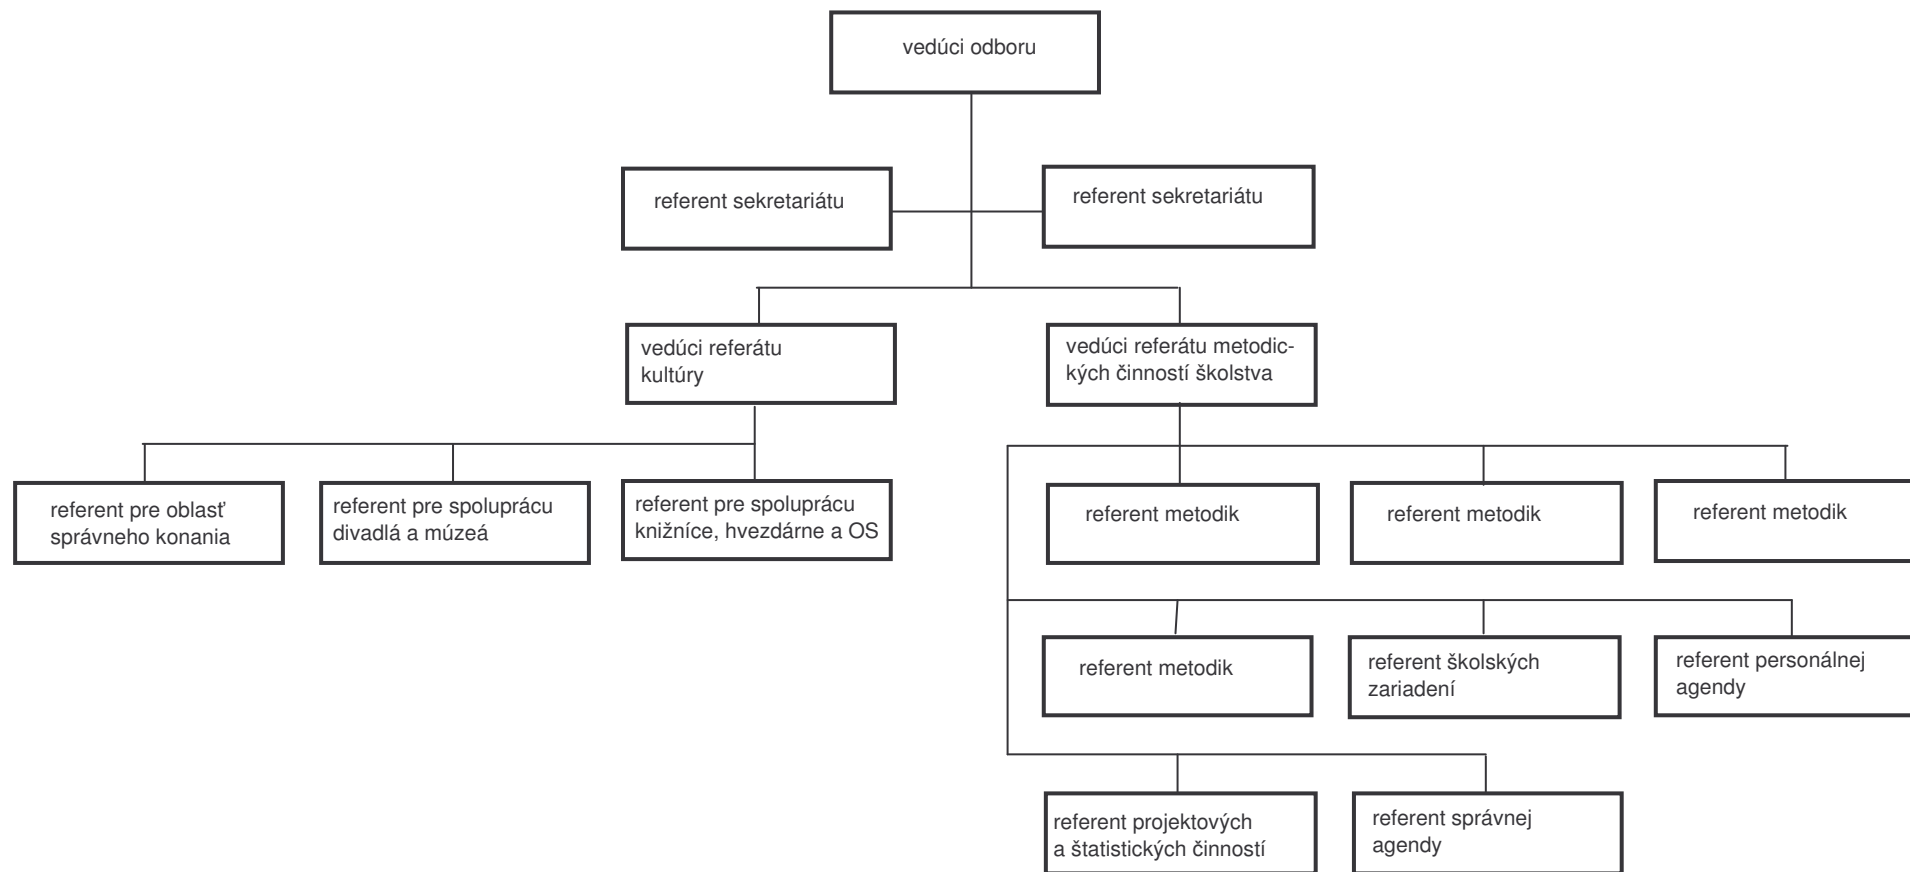 vedúci odboru
referent sekretariátu
referent sekretariátu
vedúci referátu
kultúry
vedúci referátu metodic-
kých činností školstva
referent pre oblasť
správneho konania
referent pre spoluprácu
divadlá a múzeá
referent pre spoluprácu
knižníce, hvezdárne a OS
referent metodik
referent metodik
referent metodik
referent metodik
referent školských
zariadení
referent personálnej
agendy
referent projektových
a štatistických činností
referent správnej
agendy